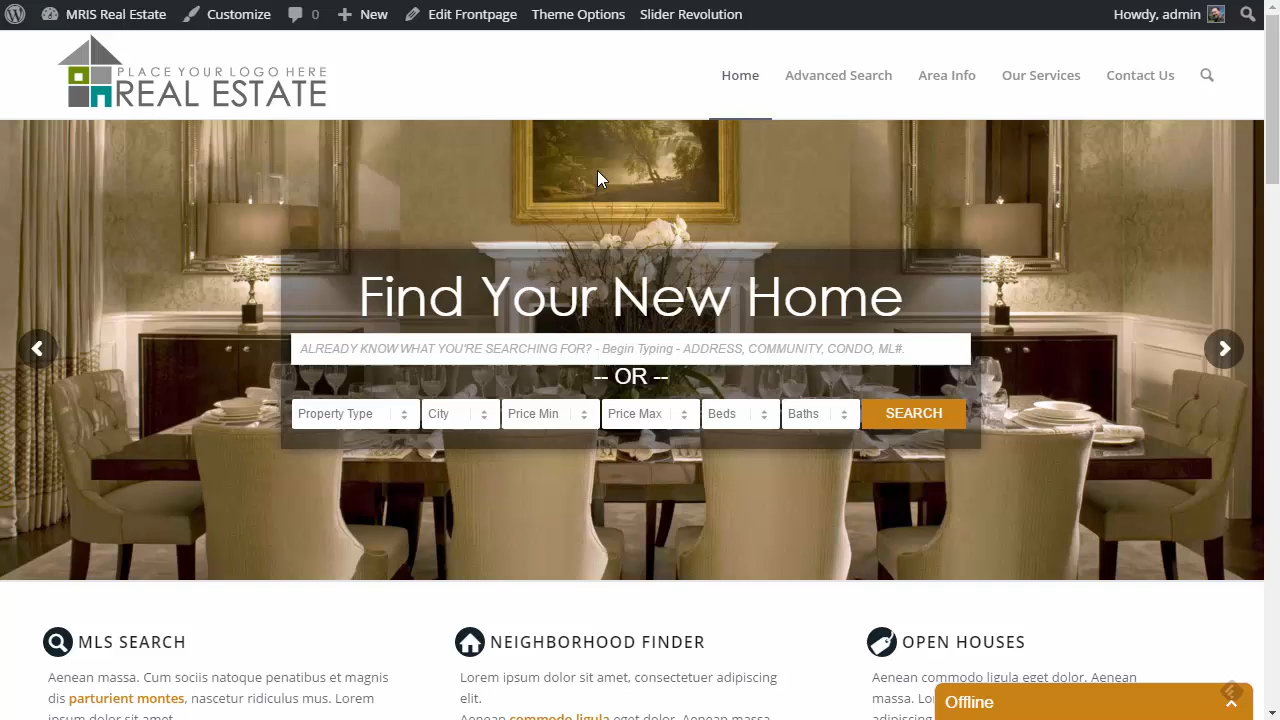 MRIS Real Estate Customize 0 New Edit Frontpage Theme Options Slider Revolution Howdy, admin
PLACE YOUR LOGO HERE
REAL ESTATE
Home Advanced Search Area Info Our Services Contact Us
Find Your New Home
ALREADY KNOW WHAT YOU'RE SEARCHING FOR? - Begin Typing - ADDRESS, COMMUNITY, CONDO, ML#.
-- OR --
Property Type City Price Min Price Max Beds Baths SEARCH
MLS SEARCH
Aenean massa. Cum sociis natoque penatibus et magnis
dis parturient montes, nascetur ridiculus mus. Lorem
ipsum dolor sit amet
NEIGHBORHOOD FINDER
Lorem ipsum dolor sit amet, consectetuer adipiscing
elit.
Aenean commodo ligula eget dolor. Aenean massa
OPEN HOUSES
Aenean commodo ligula eget dolor. Aenean
massa.
Offline